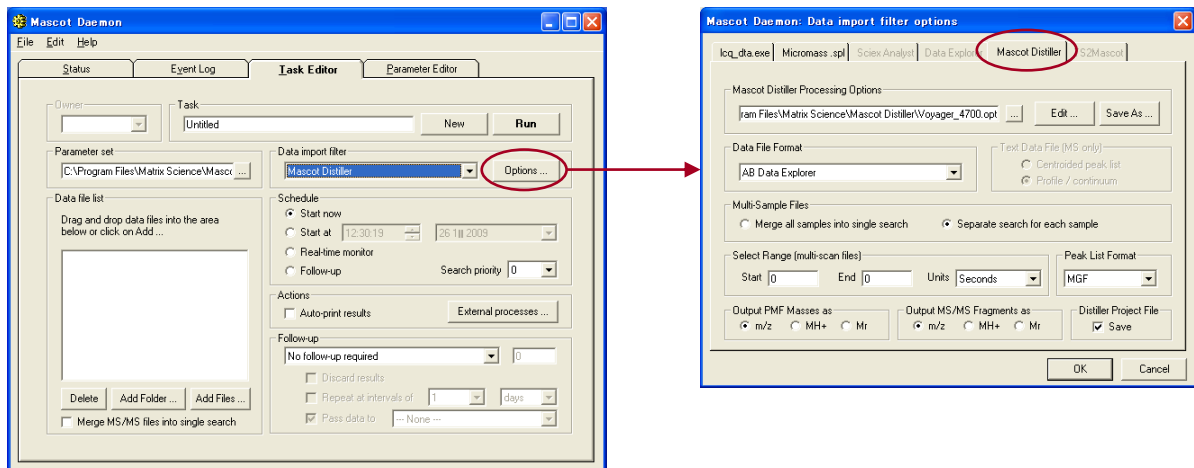 Mascot Daemon
File Edit Help
Status Event Log Task Editor Parameter Editor
Owner
Task
Untitled
New
Run
Parameter set
C:\Program Files\Matrix Science\Masco ...
Data import filter
Mascot Distiller
Options ...
Data file list
Drag and drop data files into the area
below or click on Add ...
Delete
Add Folder ...
Add Files ...
Merge MS/MS files into single search
Schedule
Start now
Start at 12:30:19
Real-time monitor
Follow-up
Search priority 0
Actions
Auto-print results
External processes ...
Follow-up
No follow-up required 0
Discard results
Repeat at intervals of 1 days
Pass data to --- None ---
Mascot Daemon: Data import filter options
lcq_dta.exe Micromass .spl Sciex Analyst Data Mascot Distiller
Mascot Distiller Processing Options
ram Files\Matrix Science\Mascot Distiller\Voyager_4700.opt ...
Edit ...
Save As ...
Data File Format
AB Data Explorer
Text Data File (MS only)
Centroided peak list
Profile / continuum
Multi-Sample Files
Merge all samples into single search
Separate search for each sample
Select Range (multi-scan files)
Start 0 End 0 Units Seconds
Peak List Format
MGF
Output PMF Masses as
m/z MH+ Mr
Output MS/MS Fragments as
m/z MH+ Mr
Distiller Project File
Save
OK
Cancel